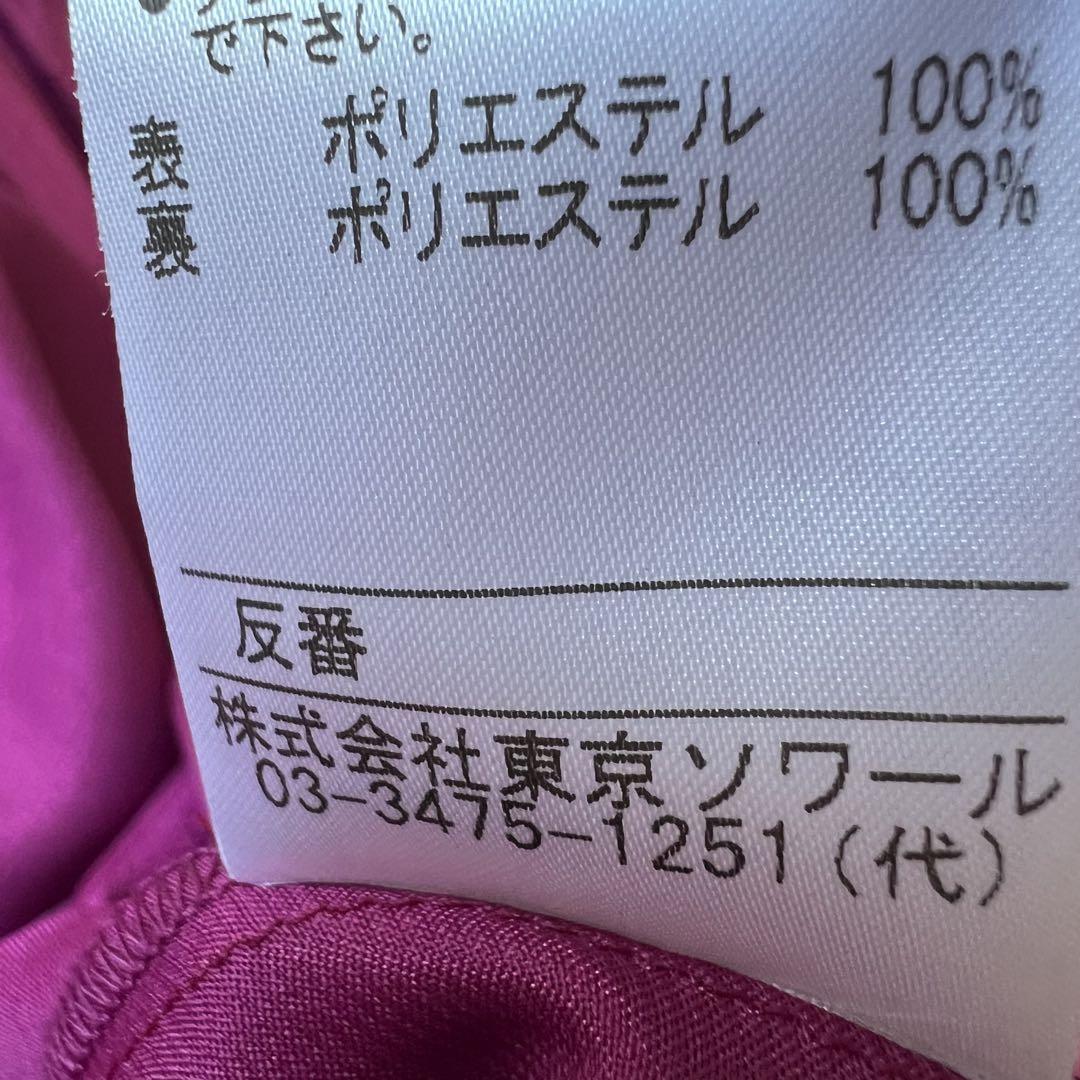 で下さい。
表 ポリエステル 100%
裏 ポリエステル 100%
反番
株式会社東京ソワール
03-3475-1251(代)